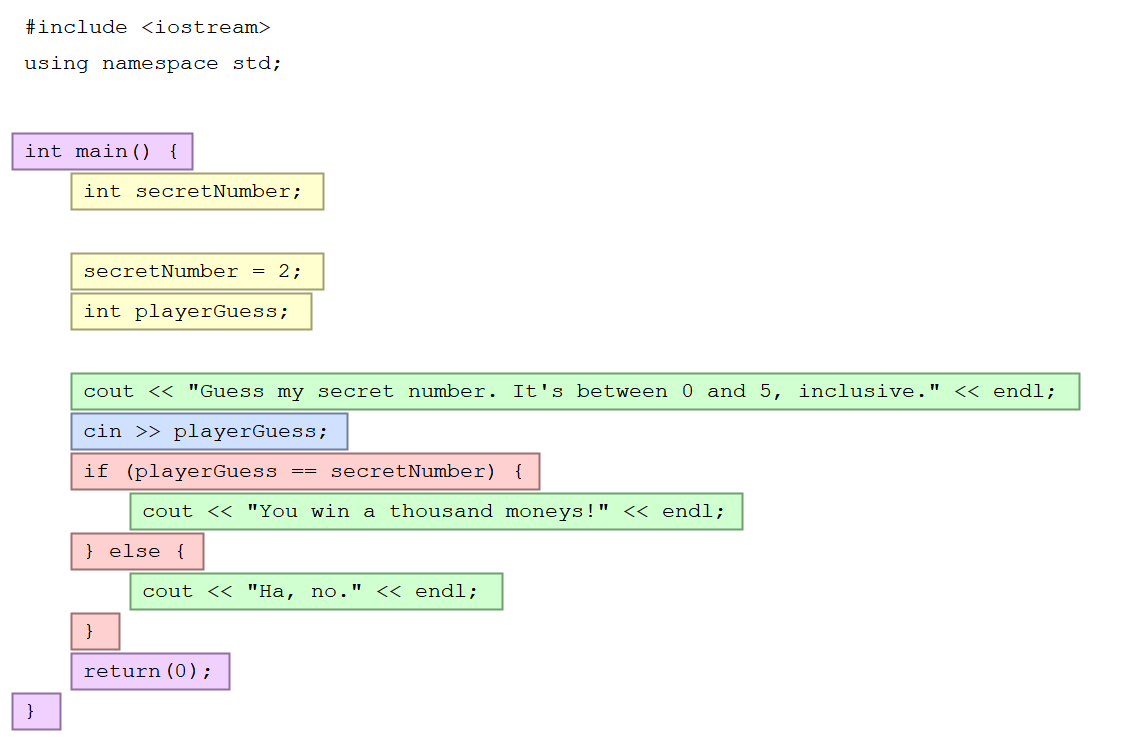 #include <iostream>
using namespace std;
int main() {
int secretNumber;
secretNumber = 2;
int playerGuess;
cout << "Guess my secret number. It's between 0 and 5, inclusive." << endl;
cin >> playerGuess;
if (playerGuess == secretNumber) {
cout << "You win a thousand moneys!" << endl;
} else {
cout << "Ha, no." << endl;
}
return(0);
}